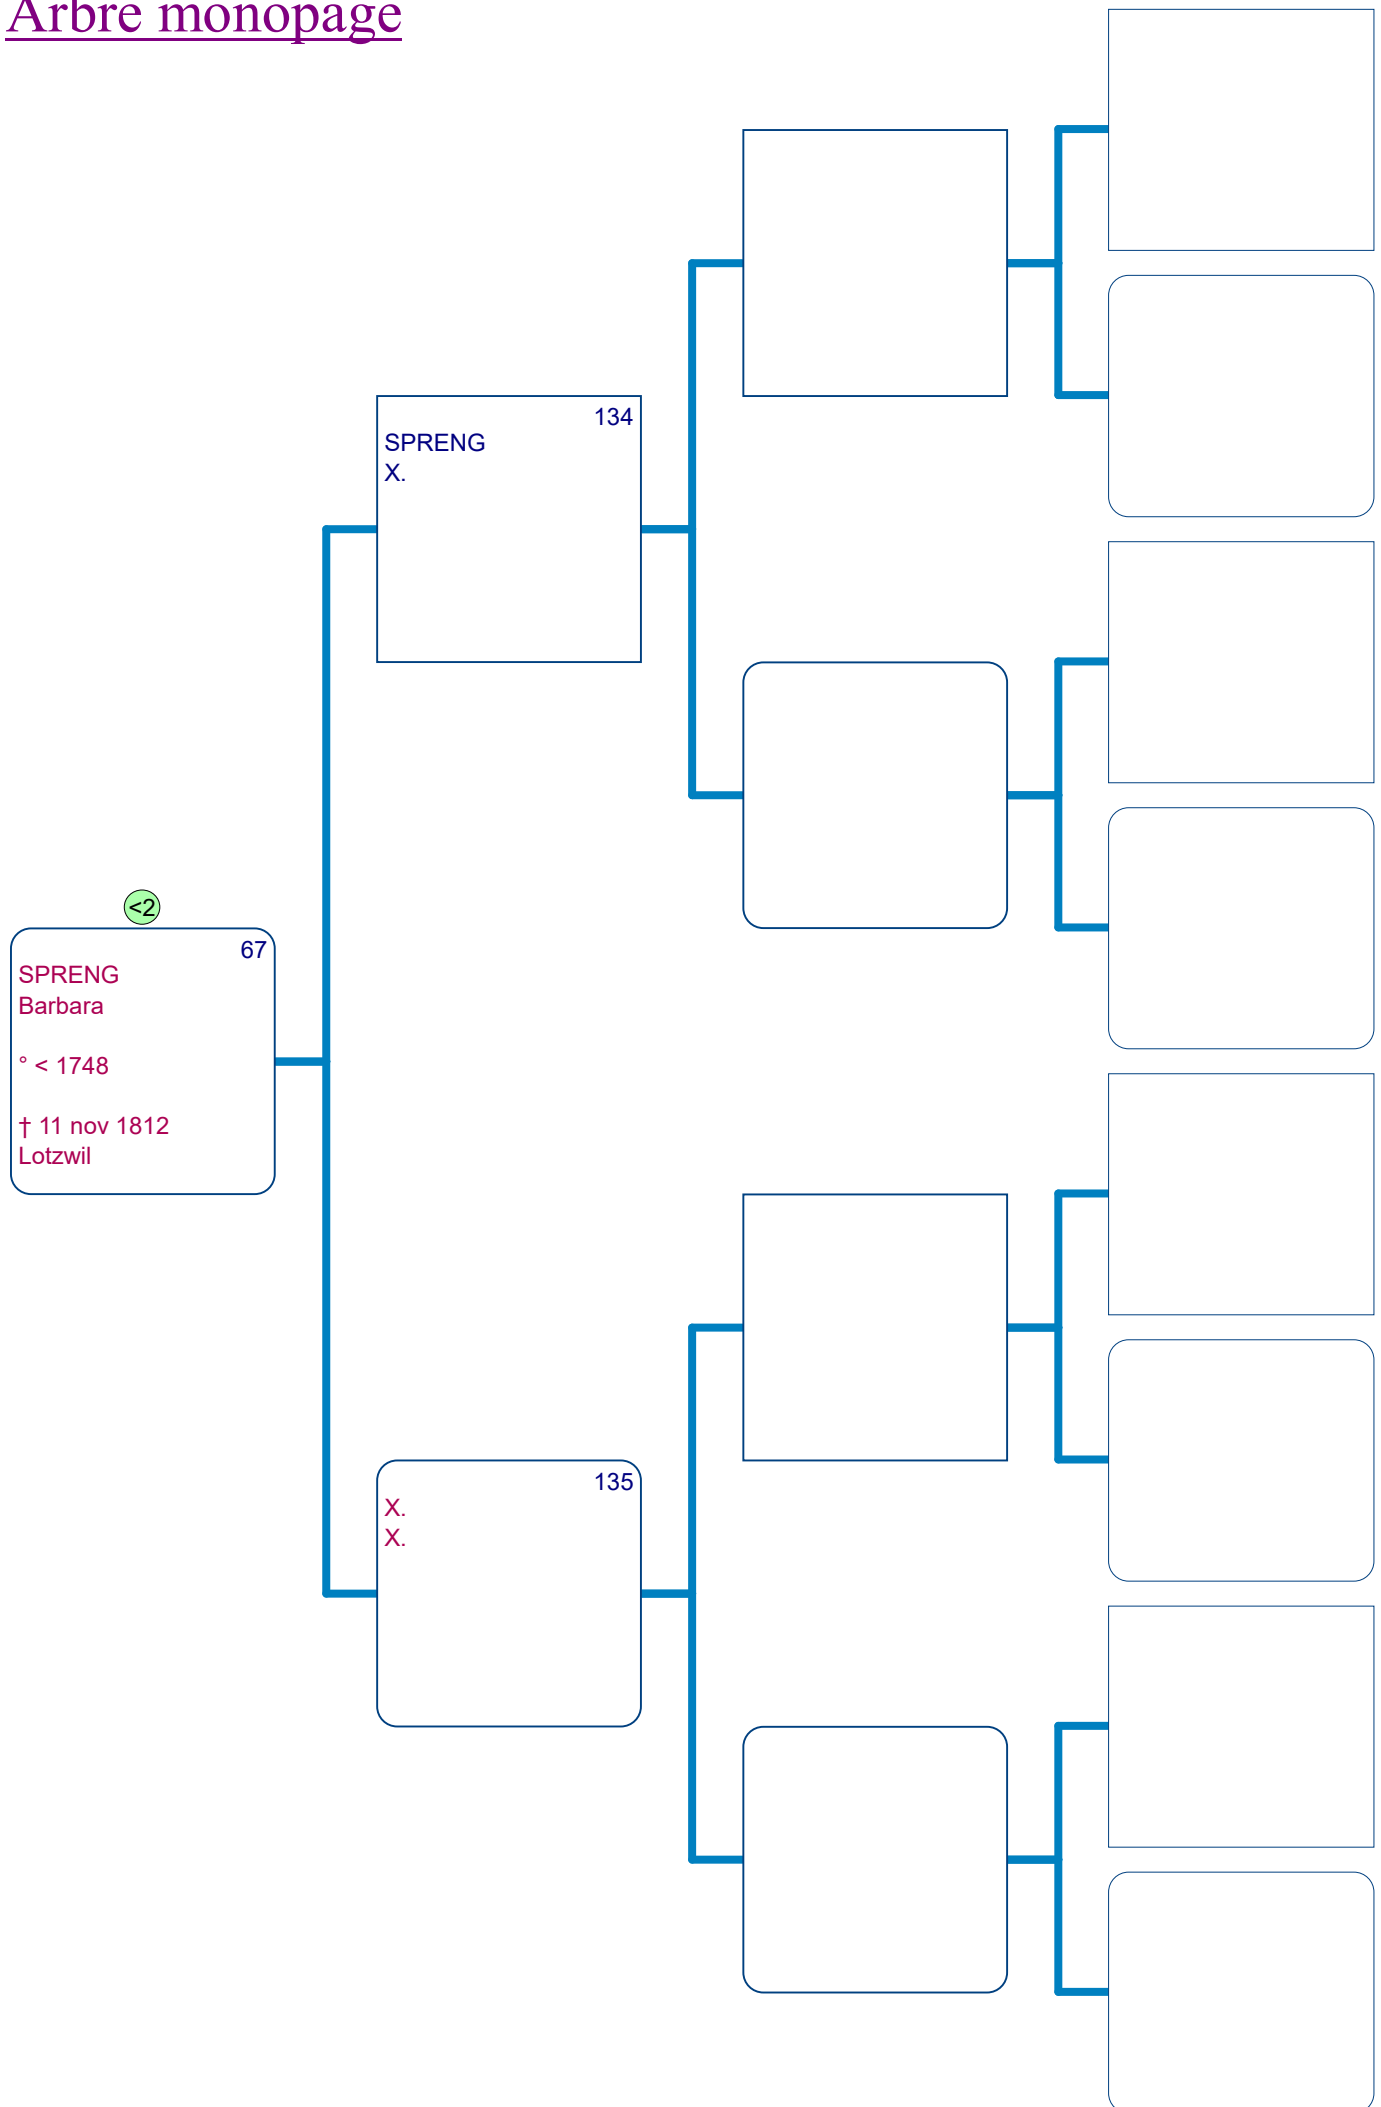 Arbre monopage
134
SPRENG
X.
<2
67
SPRENG
Barbara
° < 1748
† 11 nov 1812
Lotzwil
135
X.
X.